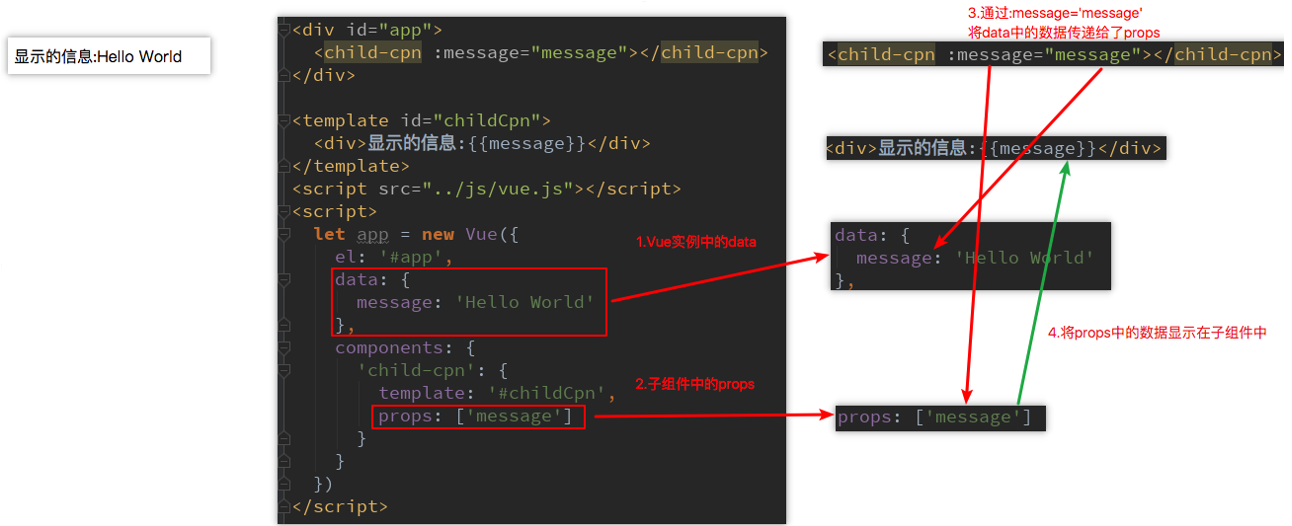 显示的信息:Hello World
<div id="app">
<child-cpn :message="message"></child-cpn>
</div>
<template id="childCpn">
<div>显示的信息:{{message}}</div>
</template>
<script src="../js/vue.js"></script>
<script>
let app = new Vue({
el: '#app',
data: {
message: 'Hello World'
},
components: {
'child-cpn': {
template: '#childCpn',
props: ['message']
}
}
})
</script>
1.Vue实例中的data
2.子组件中的props
3.通过:message='message'
将data中的数据传递给了props
<child-cpn :message="message"></child-cpn>
<div>显示的信息:{{message}}</div>
data: {
message: 'Hello World'
},
4.将props中的数据显示在子组件中
props: ['message']